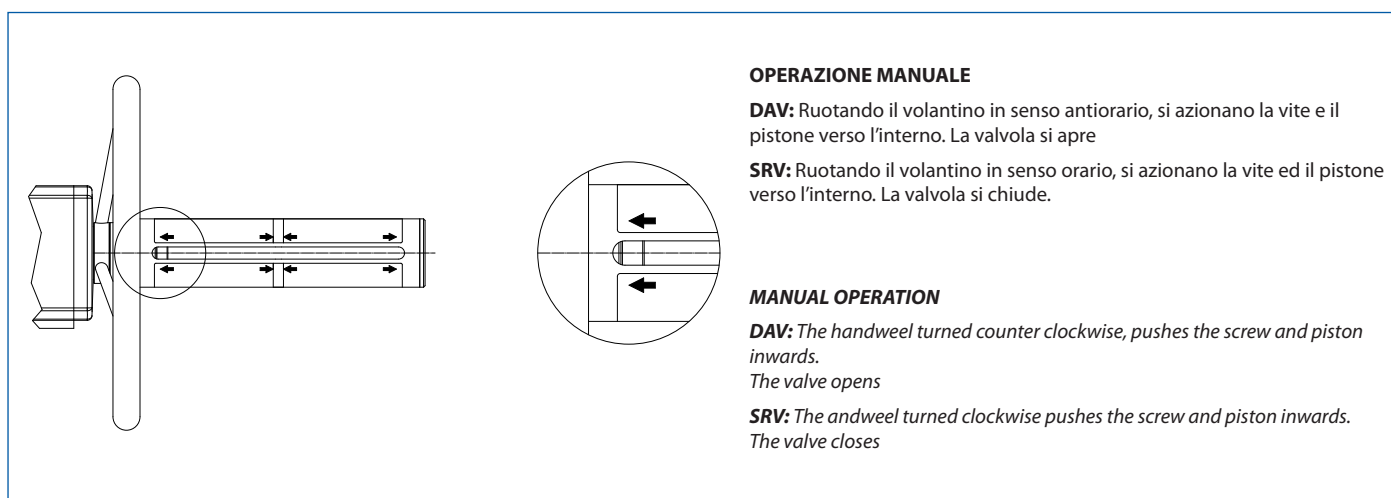 OPERAZIONE MANUALE
DAV: Ruotando il volantino in senso antiorario, si azionano la vite e il
pistone verso l’interno. La valvola si apre
SRV: Ruotando il volantino in senso orario, si azionano la vite ed il pistone
verso l’interno. La valvola si chiude.
MANUAL OPERATION
DAV: The handweel turned counter clockwise, pushes the screw and piston
inwards.
The valve opens
SRV: The andweel turned clockwise pushes the screw and piston inwards.
The valve closes